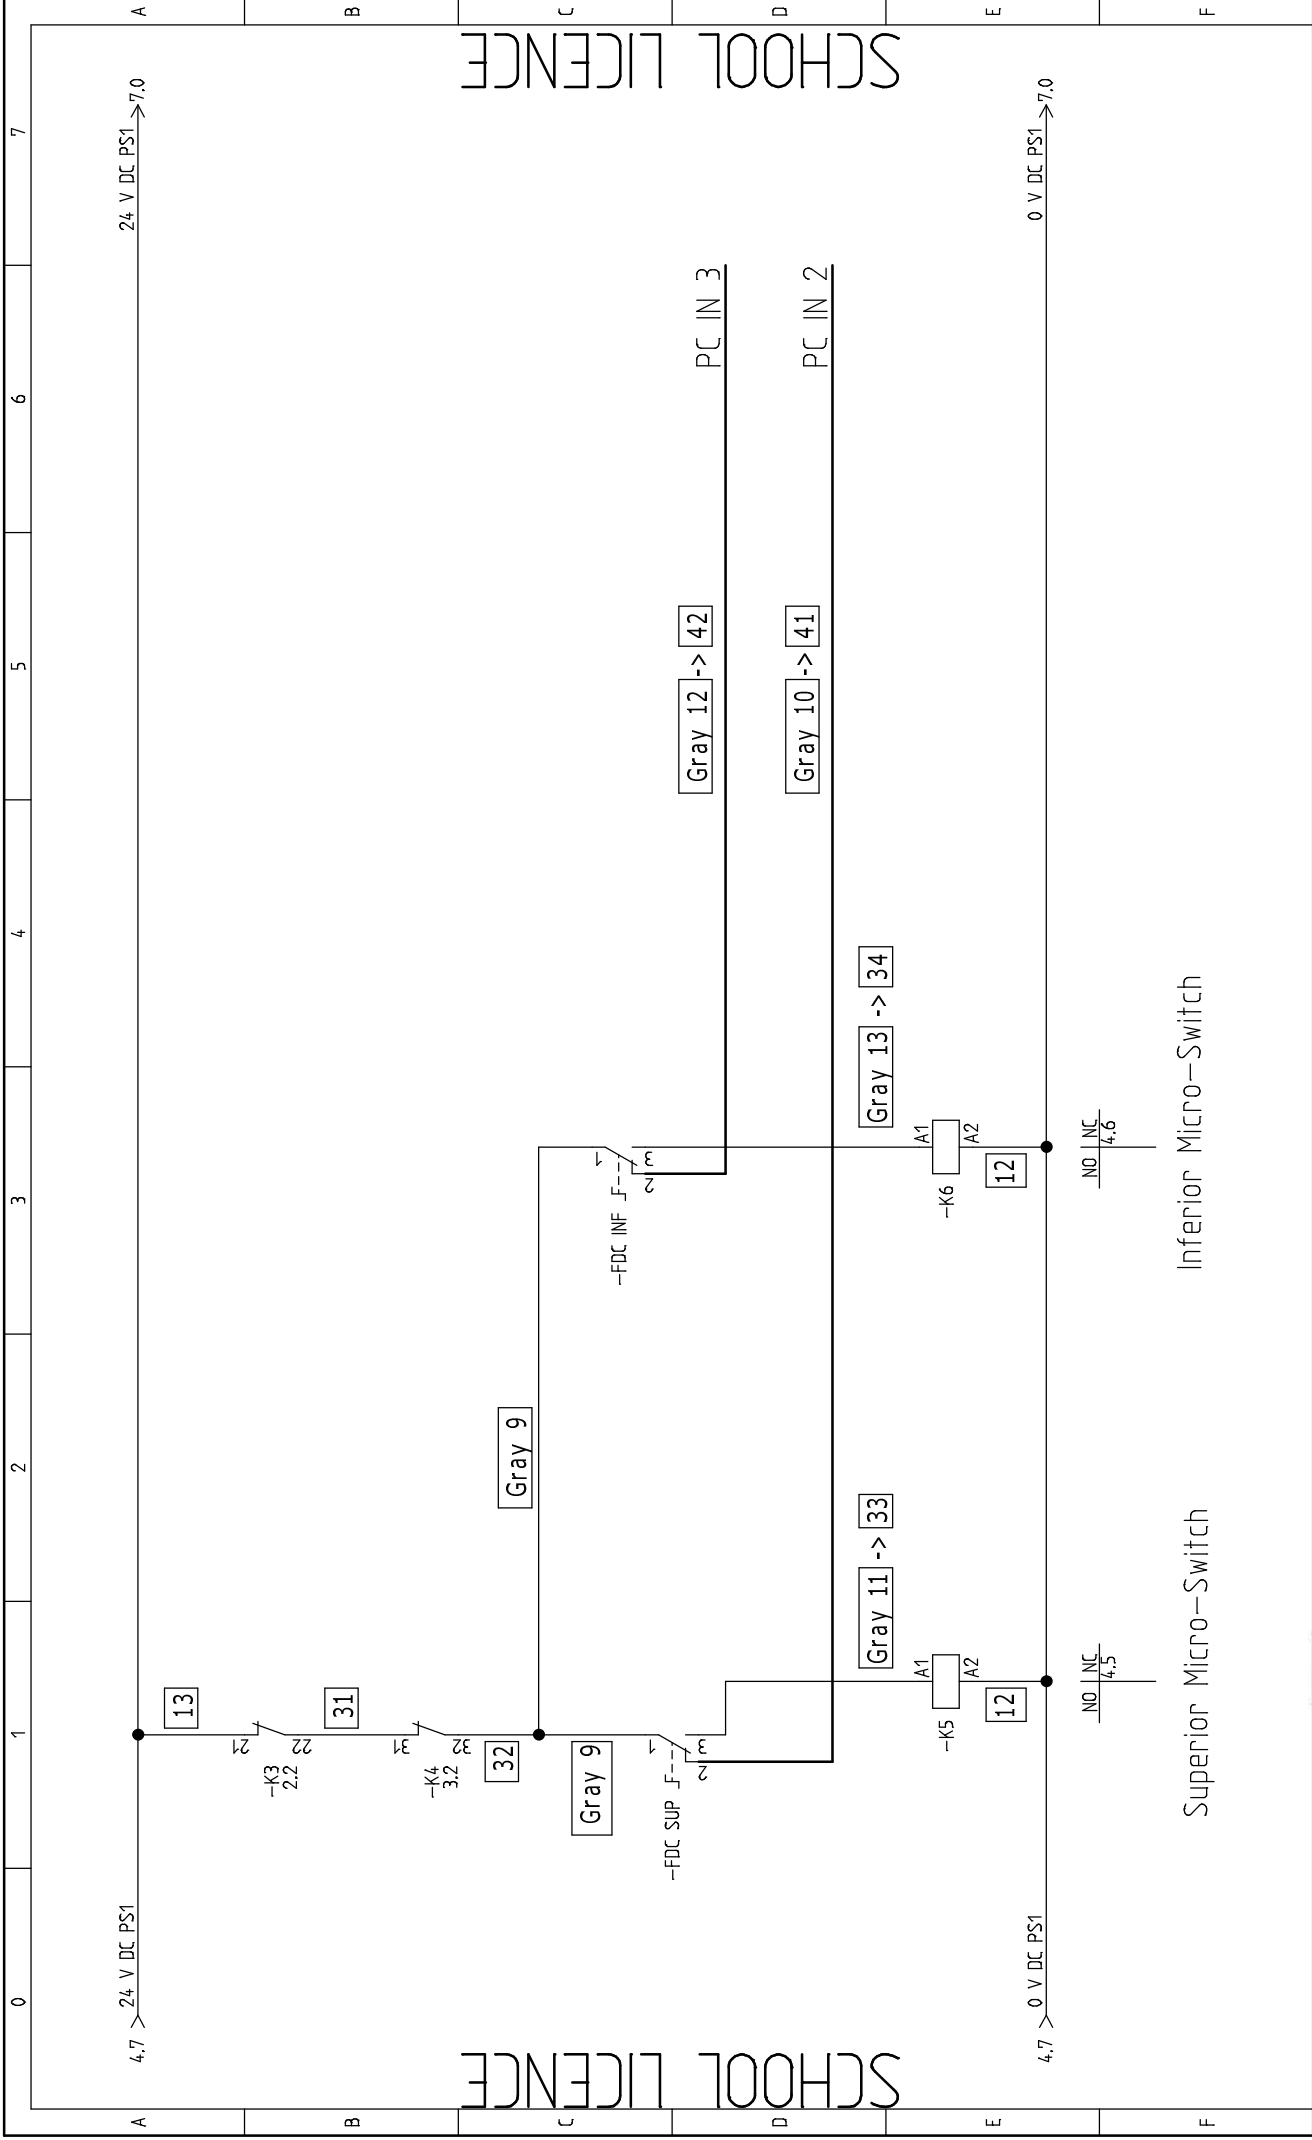 0 1 2 3 4 5 6 7
A A
B B
C C
D D
E E
F F
SCHOOL LICENCE
SCHOOL LICENCE
4.7 24 V DC PS1
24 V DC PS1 7.0
13
21
-K3
2.2
22
31
31
-K4
3.2
32
32
Gray 9
Gray 9
1
-FDC SUP
2 3
1
-FDC INF
2 3
Gray 12 -> 42
PC IN 3
Gray 10 -> 41
PC IN 2
Gray 11 -> 33
Gray 13 -> 34
A1
-K5
A2
12
A1
-K6
A2
12
4.7 0 V DC PS1
0 V DC PS1 7.0
NO NC
4.5
NO NC
4.6
Superior Micro-Switch
Inferior Micro-Switch